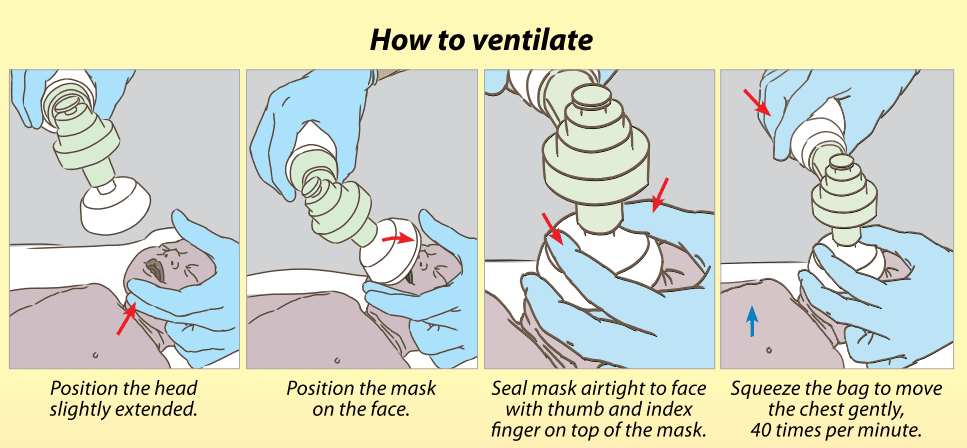 How to ventilate
Position the head
slightly extended.
Position the mask
on the face.
Seal mask airtight to face
with thumb and index
finger on top of the mask.
Squeeze the bag to move
the chest gently,
40 times per minute.